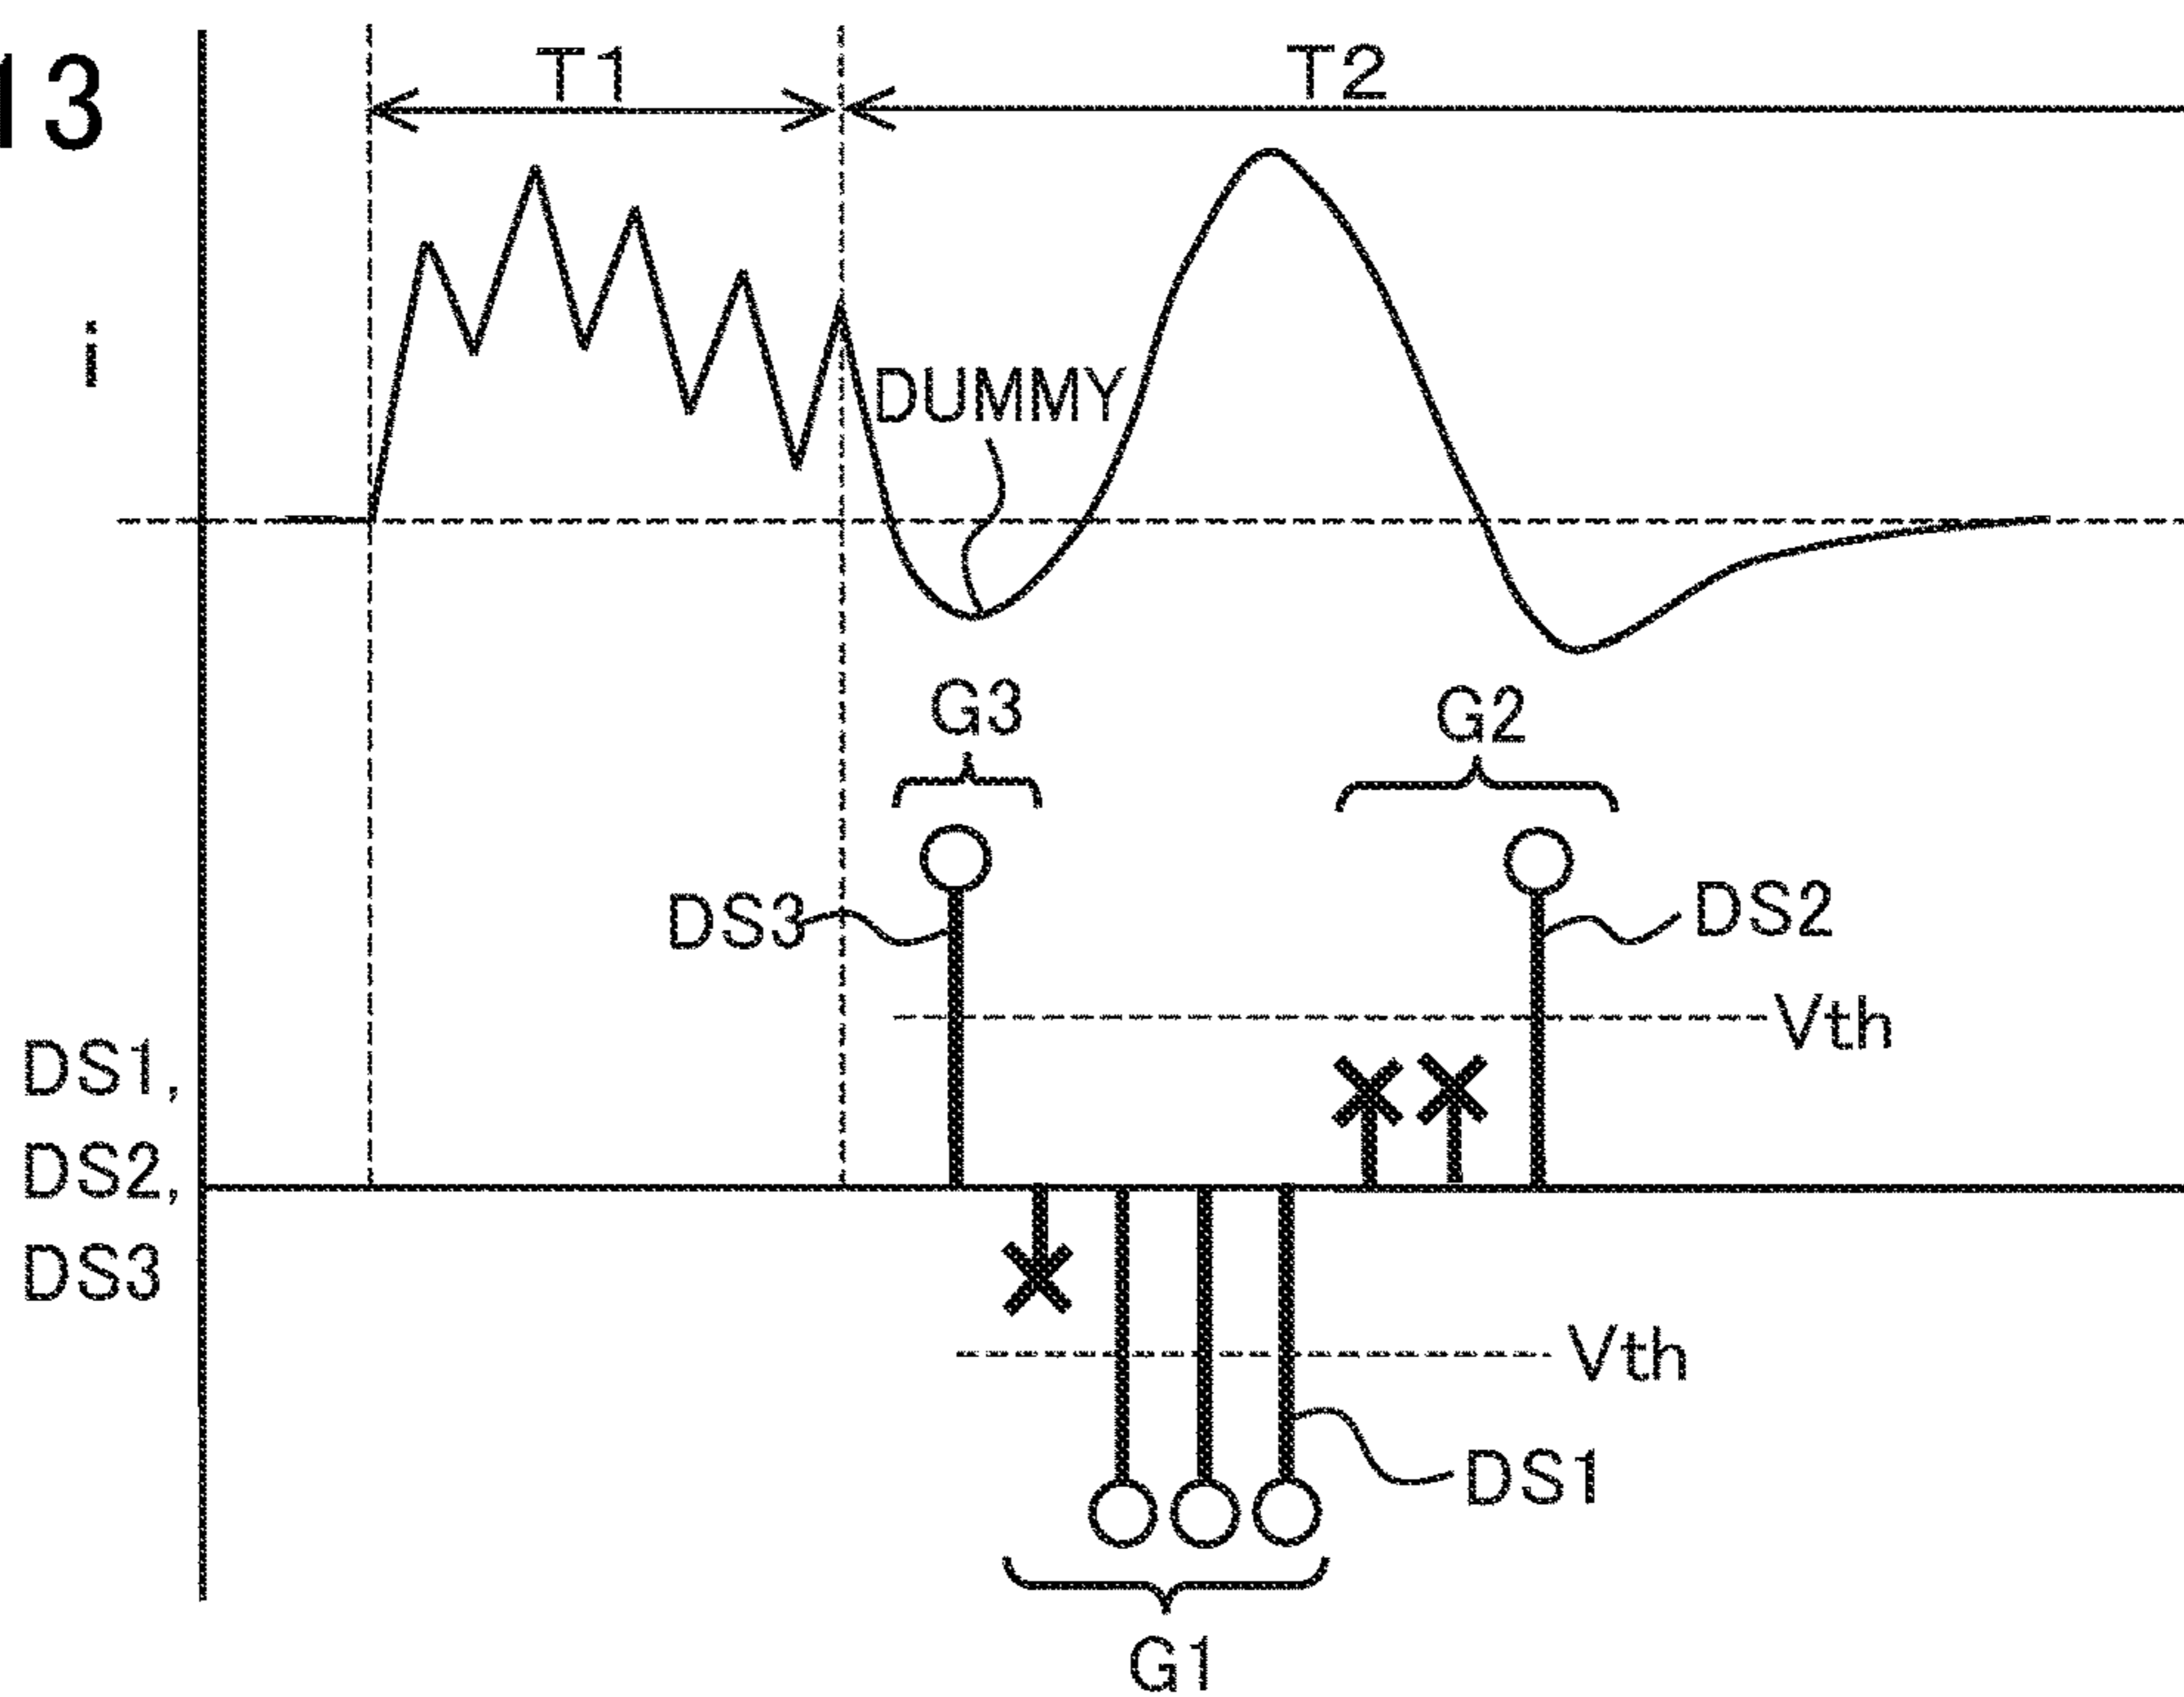 13
T1
T2
i
DUMMY
G3
G2
DS3
DS2
Vth
DS1,
DS2,
DS3
Vth
DS1
G1